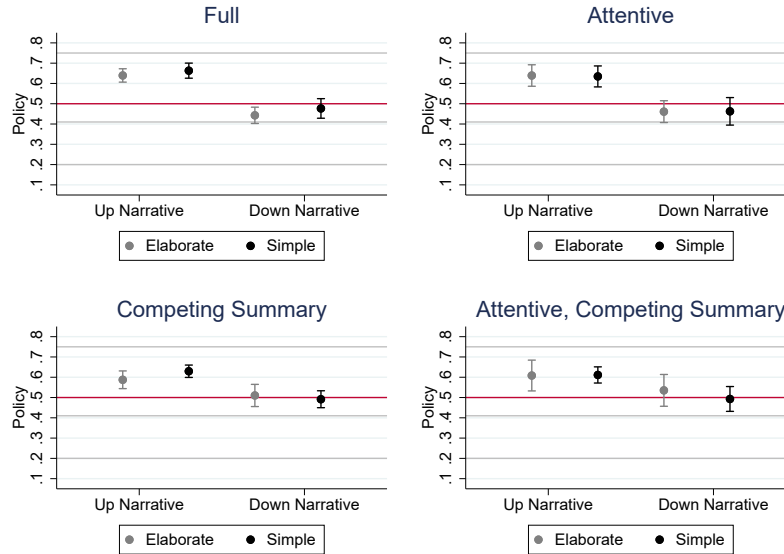 Full
Policy
.8
.7
.6
.5
.4
.3
.2
.1
Up Narrative Down Narrative
Elaborate Simple
Attentive
Policy
.8
.7
.6
.5
.4
.3
.2
.1
Up Narrative Down Narrative
Elaborate Simple
Competing Summary
Policy
.8
.7
.6
.5
.4
.3
.2
.1
Up Narrative Down Narrative
Elaborate Simple
Attentive, Competing Summary
Policy
.8
.7
.6
.5
.4
.3
.2
.1
Up Narrative Down Narrative
Elaborate Simple